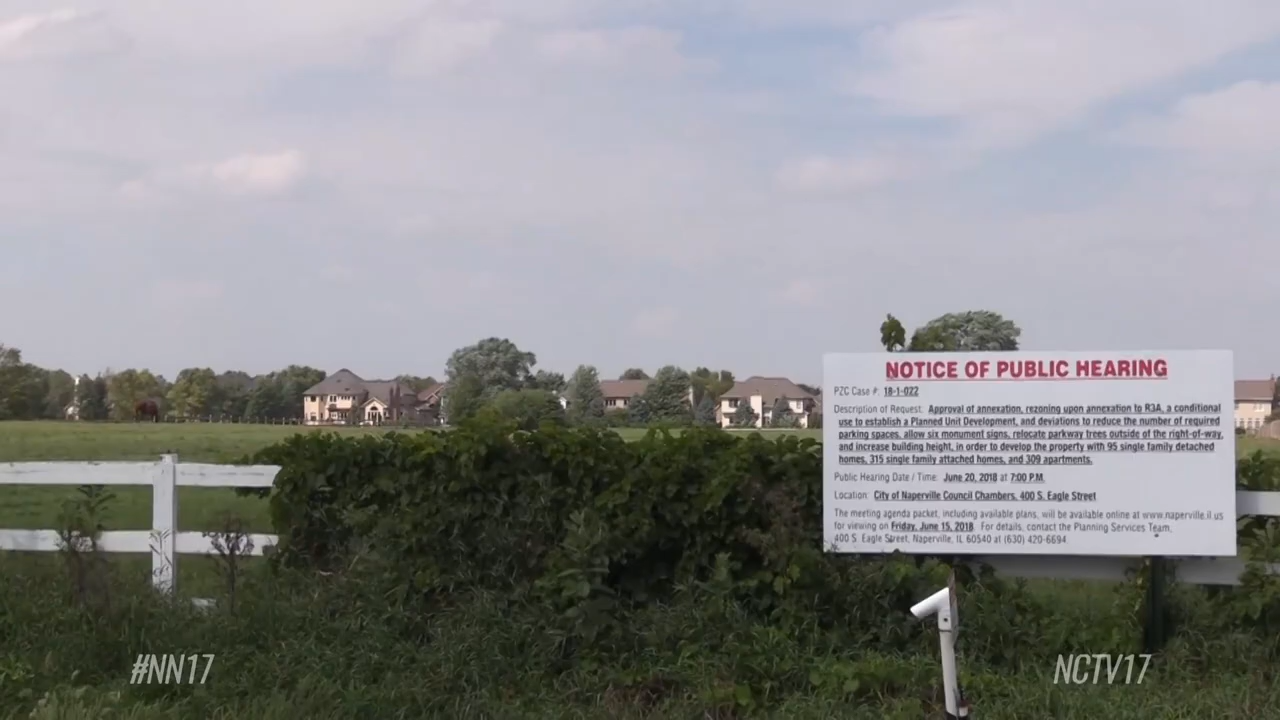 NOTICE OF PUBLIC HEARING
PZC Case #: 18-1-022
Description of Request: Approval of annexation, rezoning upon annexation to R3A, a conditional
use to establish a Planned Unit Development, and deviations to reduce the number of required
parking spaces, allow six monument signs, relocate parkway trees outside of the right-of-way,
and increase building height, in order to develop the property with 95 single family detached
homes, 315 single family attached homes, and 309 apartments.
Public Hearing Date / Time: June 20, 2018 at 7:00 P.M.
Location: City of Naperville Council Chambers, 400 S. Eagle Street
The meeting agenda packet, including available plans, will be available online at www.naperville.il.us
for viewing on Friday, June 15, 2018. For details, contact the Planning Services Team,
400 S. Eagle Street, Naperville, IL 60540 at (630) 420-6694.
#NN17
NCTV17